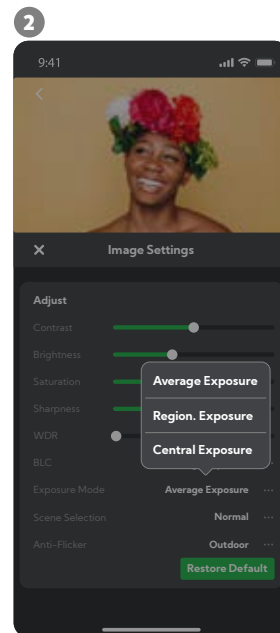 2
9:41
Image Settings
Adjust
Contrast
Brightness
Saturation
Average Exposure
Sharpness
Region. Exposure
WDR
Central Exposure
BLC
Exposure Mode Average Exposure ...
Scene Selection Normal ...
Anti-Flicker Outdoor ...
Restore Default